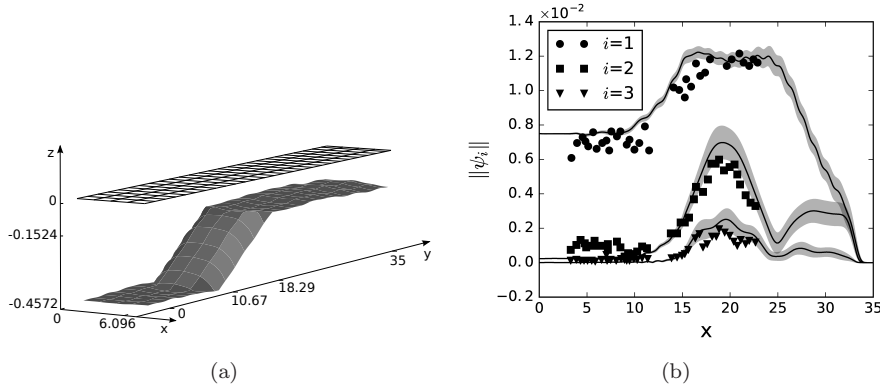 z
0
-0.1524
-0.4572
0
6.096
x
0
10.67
18.29
35
y
(a)
1.4 ×10⁻²
1.2
1.0
0.8
0.6
0.4
0.2
0.0
−0.2
||ψᵢ||
i=1
i=2
i=3
0 5 10 15 20 25 30 35
x
(b)